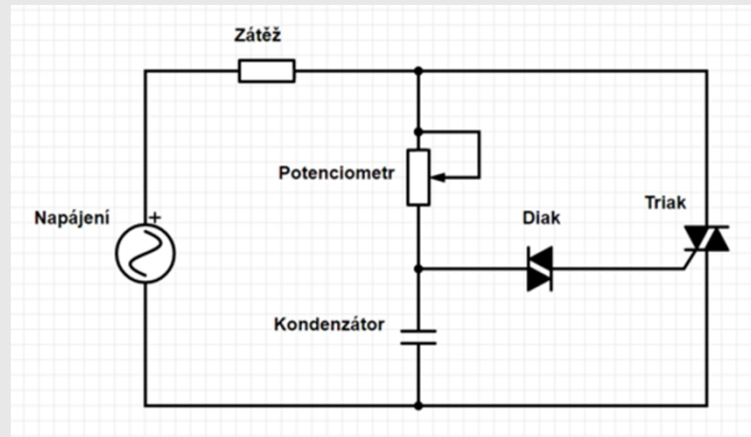 Zátěž
Potenciometr
Napájení
+
Diak
Triak
Kondenzátor